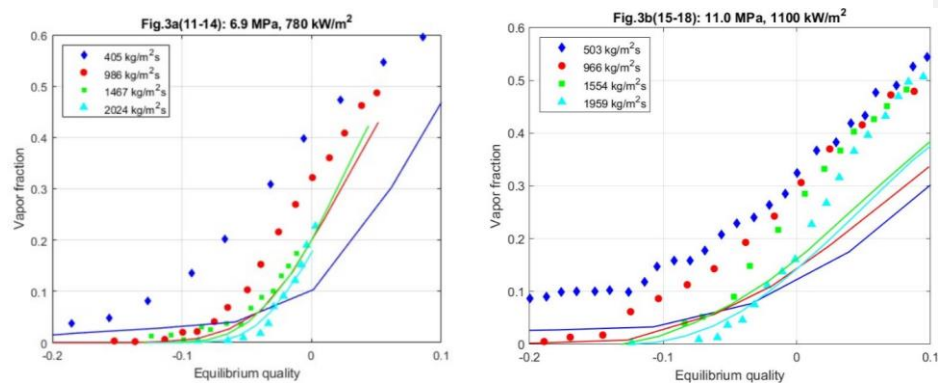 Fig.3a(11-14): 6.9 MPa, 780 kW/m²
0.6
0.5
0.4
0.3
0.2
0.1
0
Vapor fraction
405 kg/m²s
986 kg/m²s
1467 kg/m²s
2024 kg/m²s
-0.2
-0.1
0
0.1
Equilibrium quality
Fig.3b(15-18): 11.0 MPa, 1100 kW/m²
0.6
0.5
0.4
0.3
0.2
0.1
0
Vapor fraction
503 kg/m²s
966 kg/m²s
1554 kg/m²s
1959 kg/m²s
-0.2
-0.1
0
0.1
Equilibrium quality